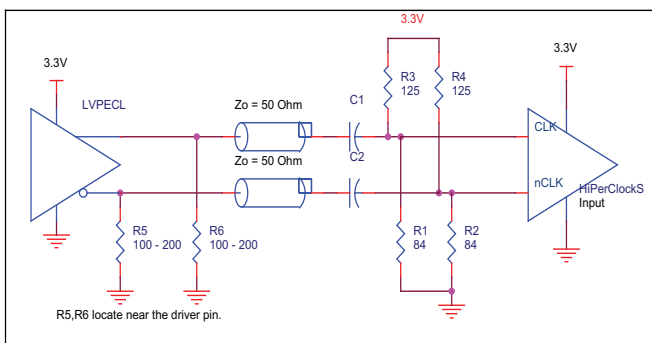 3.3V
3.3V
LVPECL
3.3V
R3
125
R4
125
Zo = 50 Ohm
C1
CLK
Zo = 50 Ohm
C2
nCLK
HiPerClockS
Input
R5
100 - 200
R6
100 - 200
R1
84
R2
84
R5,R6 locate near the driver pin.